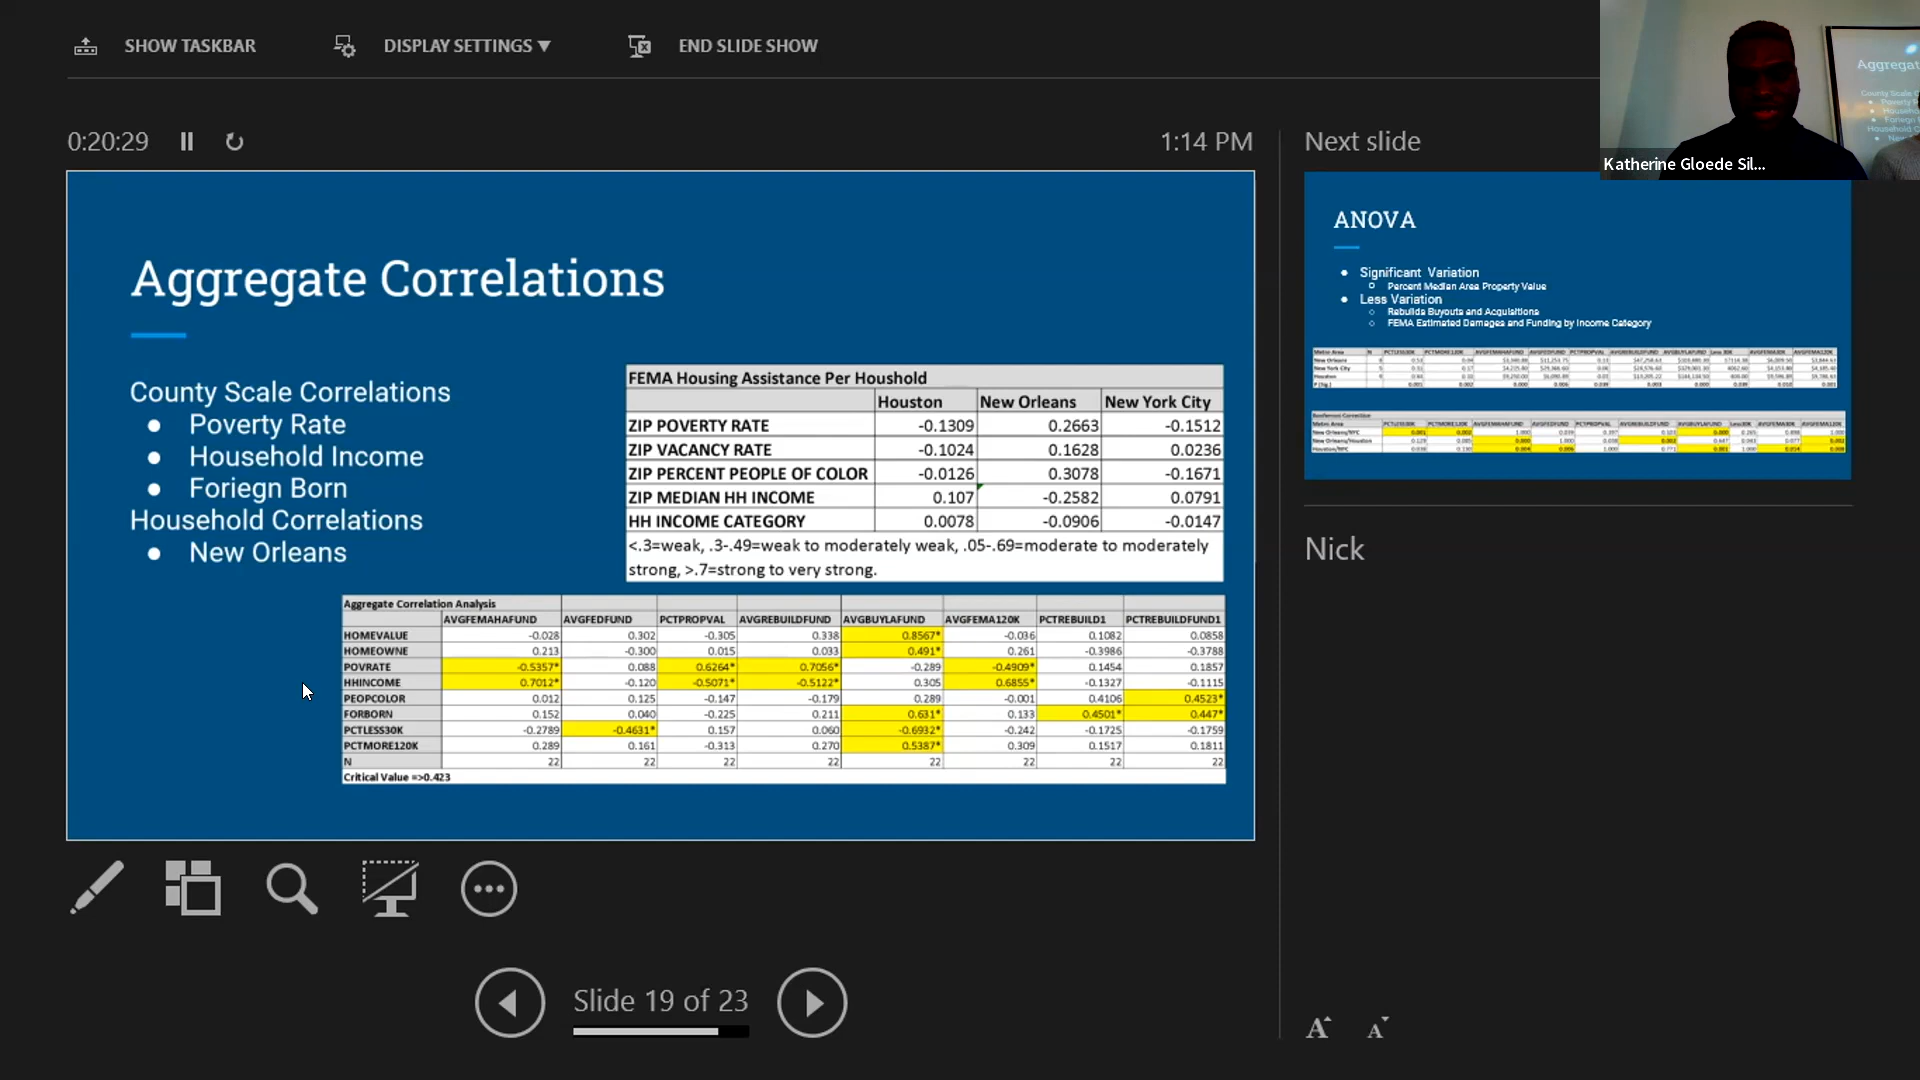 SHOW TASKBAR DISPLAY SETTINGS ▼ END SLIDE SHOW
0:20:29 1:14 PM
Next slide
Katherine Gloede Sil...
Aggregate Correlations
County Scale Correlations
● Poverty Rate
● Household Income
● Foriegn Born
Household Correlations
● New Orleans
FEMA Housing Assistance Per Houshold
Houston New Orleans New York City
ZIP POVERTY RATE -0.1309 0.2663 -0.1512
ZIP VACANCY RATE -0.1024 0.1628 0.0236
ZIP PERCENT PEOPLE OF COLOR -0.0126 0.3078 -0.1671
ZIP MEDIAN HH INCOME 0.107 -0.2582 0.0791
HH INCOME CATEGORY 0.0078 -0.0906 -0.0147
<.3=weak, .3-.49=weak to moderately weak, .05-.69=moderate to moderately
strong, >.7=strong to very strong.
Aggregate Correlation Analysis
AVGFEMAHAFUND AVGFEDFUND PCTPROPVAL AVGREBUILDFUND AVGBUYLAFUND AVGFEMA120K PCTREBUILD1 PCTREBUILDFUND1
HOMEVALUE -0.028 0.302 -0.305 0.338 0.8567* -0.036 0.1082 0.0858
HOMEOWNE 0.213 -0.300 0.015 0.033 0.491* 0.261 -0.3986 -0.3788
POVRATE -0.5357* 0.088 0.6264* 0.7056* -0.289 -0.4909* 0.1454 0.1857
HHINCOME 0.7012* -0.120 -0.5071* -0.5122* 0.305 0.6855* -0.1327 -0.1115
PEOPCOLOR 0.012 0.125 -0.147 -0.179 0.289 -0.001 0.4106 0.4523*
FORBORN 0.152 0.040 -0.225 0.211 0.631* 0.133 0.4501* 0.447*
PCTLESS30K -0.2789 -0.4631* 0.157 0.060 -0.6932* -0.242 -0.1725 -0.1759
PCTMORE120K 0.289 0.161 -0.313 0.270 0.5387* 0.309 0.1517 0.1811
N 22 22 22 22 22 22 22 22
Critical Value =>0.423
ANOVA
● Significant Variation
○ Percent Median Area Property Value
● Less Variation
○ Rebuilds Buyouts and Acquisitions
○ FEMA Estimated Damages and Funding by Income Category
Nick
Slide 19 of 23
A A